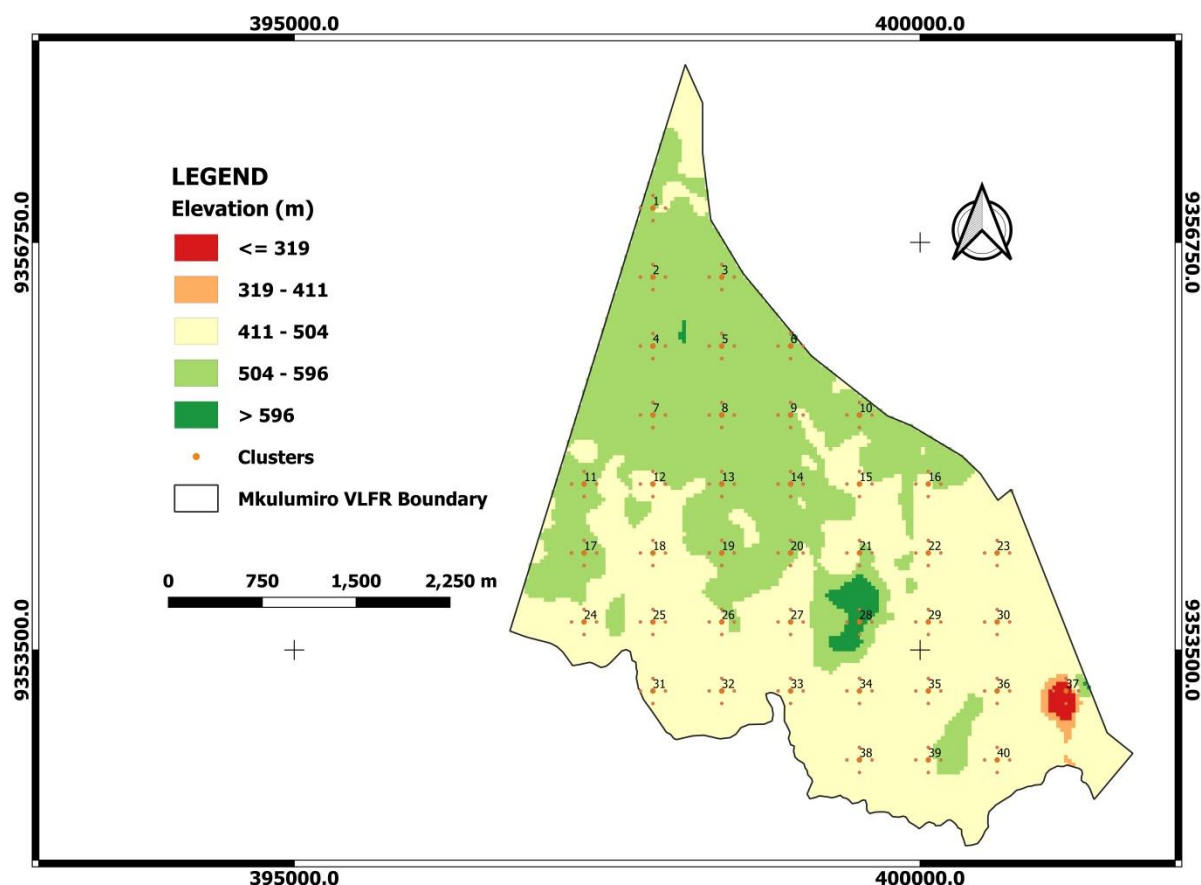 395000.0 400000.0
9356750.0 9356750.0
LEGEND
Elevation (m)
<= 319
319 - 411
411 - 504
504 - 596
> 596
Clusters
Mkulumiro VLFR Boundary
0 750 1,500 2,250 m
1
2 3
4 5 6
7 8 9 10
11 12 13 14 15 16
17 18 19 20 21 22 23
24 25 26 27 28 29 30
31 32 33 34 35 36 37
38 39 40
9353500.0 9353500.0
395000.0 400000.0